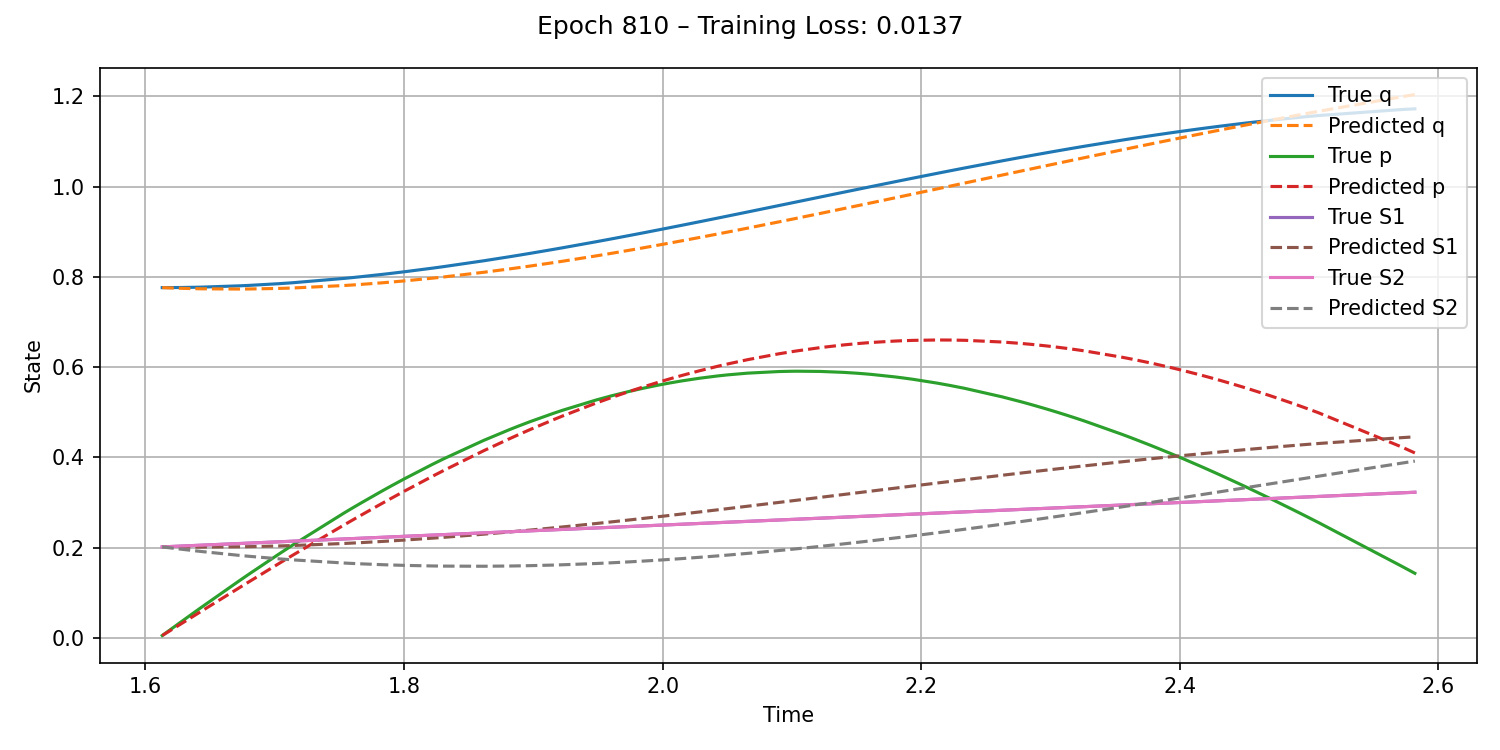 Epoch 810 – Training Loss: 0.0137
1.2
1.0
0.8
0.6
0.4
0.2
0.0
State
True q
Predicted q
True p
Predicted p
True S1
Predicted S1
True S2
Predicted S2
1.6 1.8 2.0 2.2 2.4 2.6
Time